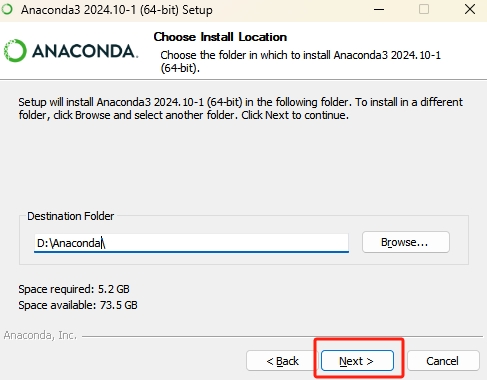 Anaconda3 2024.10-1 (64-bit) Setup
ANACONDA.
Choose Install Location
Choose the folder in which to install Anaconda3 2024.10-1
(64-bit).
Setup will install Anaconda3 2024.10-1 (64-bit) in the following folder. To install in a different
folder, click Browse and select another folder. Click Next to continue.
Destination Folder
D:\Anaconda\
Browse...
Space required: 5.2 GB
Space available: 73.5 GB
Anaconda, Inc.
< Back
Next >
Cancel